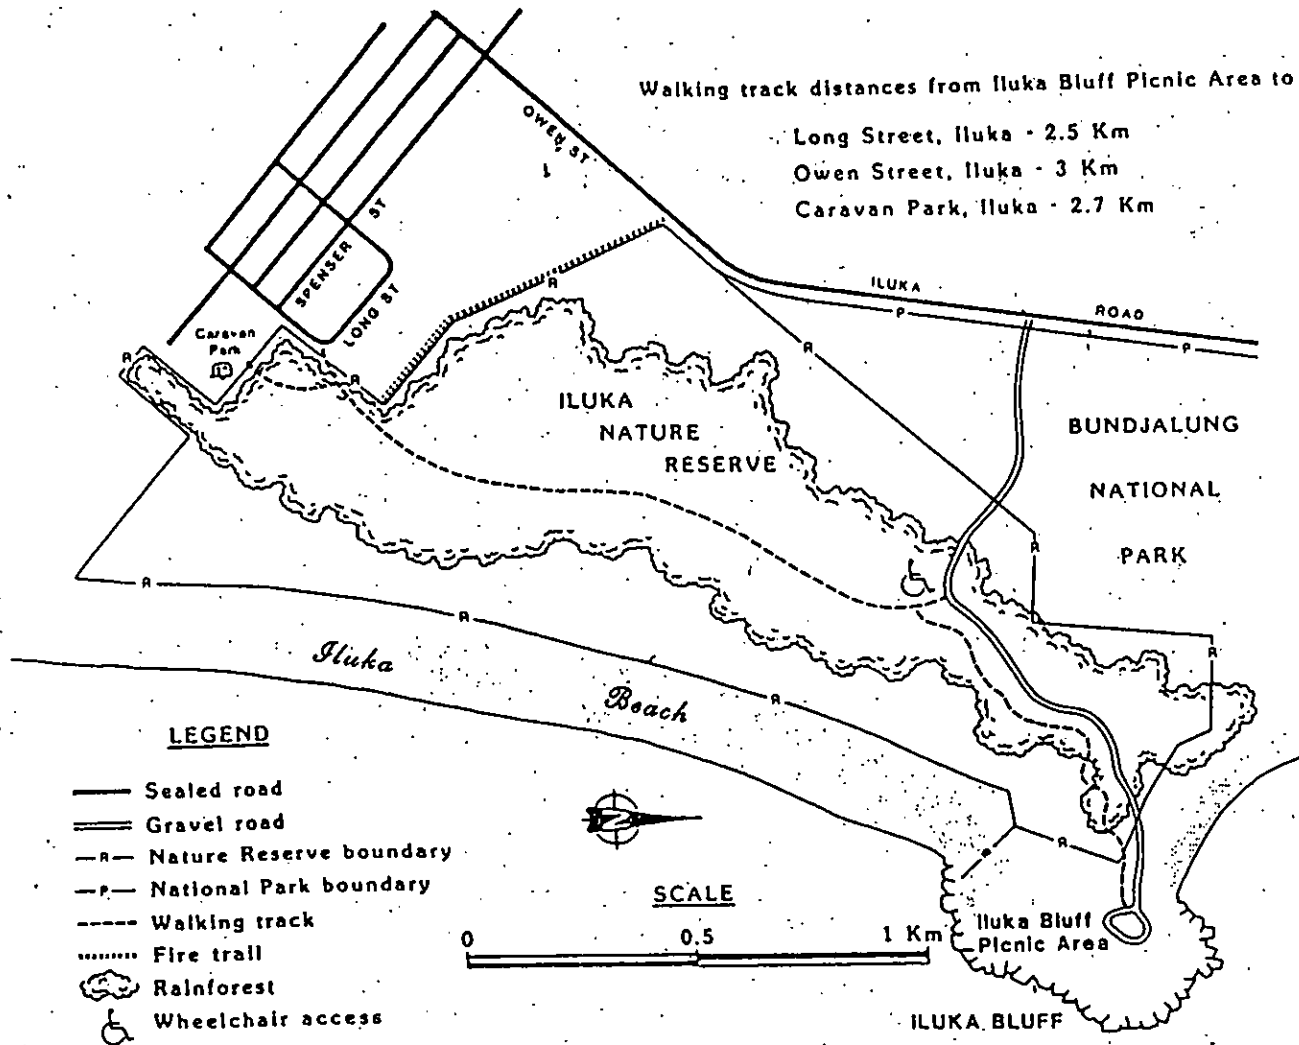 Walking track distances from Iluka Bluff Picnic Area to
Long Street, Iluka - 2.5 Km
Owen Street, Iluka - 3 Km
Caravan Park, Iluka - 2.7 Km
OWEN ST
SPENSER ST
LONG ST
Caravan
Park
ILUKA ROAD
R
R
R
R
R
R
R
R
R
R
R
P
P
ILUKA
NATURE
RESERVE
BUNDJALUNG
NATIONAL
PARK
Iluka Beach
LEGEND
Sealed road
Gravel road
R Nature Reserve boundary
P National Park boundary
Walking track
Fire trail
Rainforest
Wheelchair access
SCALE
0 0.5 1 Km
Iluka Bluff
Picnic Area
ILUKA BLUFF